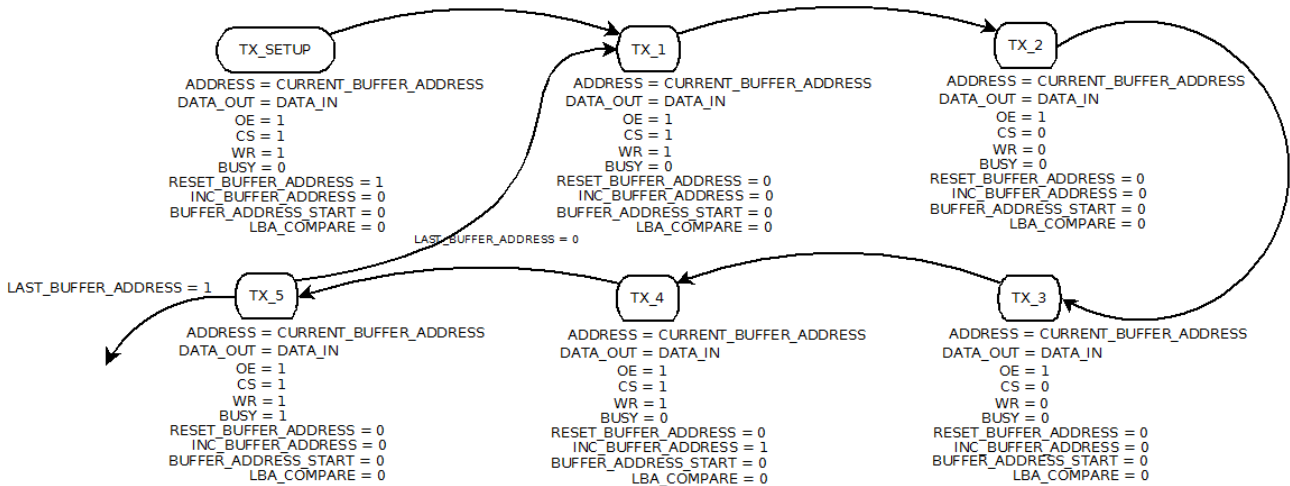 TX_SETUP
ADDRESS = CURRENT_BUFFER_ADDRESS
DATA_OUT = DATA_IN
OE = 1
CS = 1
WR = 1
BUSY = 0
RESET_BUFFER_ADDRESS = 1
INC_BUFFER_ADDRESS = 0
BUFFER_ADDRESS_START = 0
LBA_COMPARE = 0
TX_1
ADDRESS = CURRENT_BUFFER_ADDRESS
DATA_OUT = DATA_IN
OE = 1
CS = 1
WR = 1
BUSY = 0
RESET_BUFFER_ADDRESS = 0
INC_BUFFER_ADDRESS = 0
BUFFER_ADDRESS_START = 0
LBA_COMPARE = 0
TX_2
ADDRESS = CURRENT_BUFFER_ADDRESS
DATA_OUT = DATA_IN
OE = 1
CS = 0
WR = 0
BUSY = 0
RESET_BUFFER_ADDRESS = 0
INC_BUFFER_ADDRESS = 0
BUFFER_ADDRESS_START = 0
LBA_COMPARE = 0
LAST_BUFFER_ADDRESS = 0
LAST_BUFFER_ADDRESS = 1
TX_5
ADDRESS = CURRENT_BUFFER_ADDRESS
DATA_OUT = DATA_IN
OE = 1
CS = 1
WR = 1
BUSY = 1
RESET_BUFFER_ADDRESS = 0
INC_BUFFER_ADDRESS = 0
BUFFER_ADDRESS_START = 0
LBA_COMPARE = 0
TX_4
ADDRESS = CURRENT_BUFFER_ADDRESS
DATA_OUT = DATA_IN
OE = 1
CS = 1
WR = 1
BUSY = 0
RESET_BUFFER_ADDRESS = 0
INC_BUFFER_ADDRESS = 1
BUFFER_ADDRESS_START = 0
LBA_COMPARE = 0
TX_3
ADDRESS = CURRENT_BUFFER_ADDRESS
DATA_OUT = DATA_IN
OE = 1
CS = 0
WR = 0
BUSY = 0
RESET_BUFFER_ADDRESS = 0
INC_BUFFER_ADDRESS = 0
BUFFER_ADDRESS_START = 0
LBA_COMPARE = 0